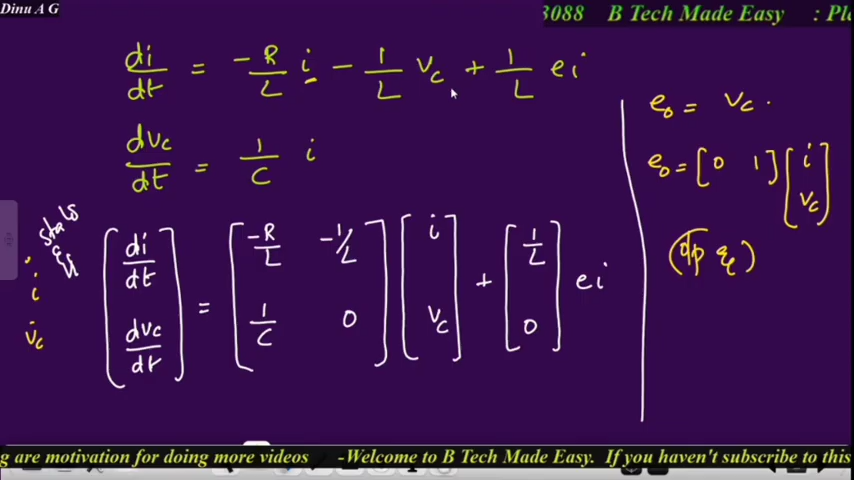 Dinu A G
3088 B Tech Made Easy : Pl
di/dt = -R/L i - 1/L vc + 1/L ei
dvc/dt = 1/C i
[di/dt dvc/dt] = [-R/L -1/L 1/C 0] [i vc] + [1/L 0] ei
i
v̇c
e0 = vc .
e0 = [0 1] [i vc]
(op eq)
g are motivation for doing more videos -Welcome to B Tech Made Easy. If you haven't subscribe to this